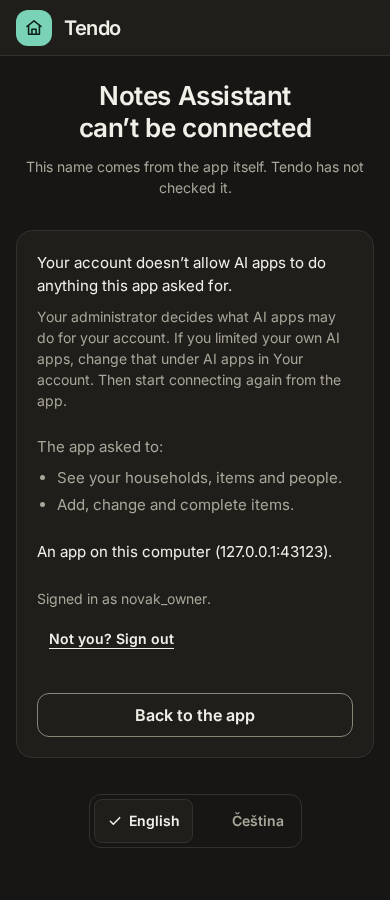 Tendo
Notes Assistant
can’t be connected
This name comes from the app itself. Tendo has not
checked it.
Your account doesn’t allow AI apps to do
anything this app asked for.
Your administrator decides what AI apps may
do for your account. If you limited your own AI
apps, change that under AI apps in Your
account. Then start connecting again from the
app.
The app asked to:
• See your households, items and people.
• Add, change and complete items.
An app on this computer (127.0.0.1:43123).
Signed in as novak_owner.
Not you? Sign out
Back to the app
English
Čeština